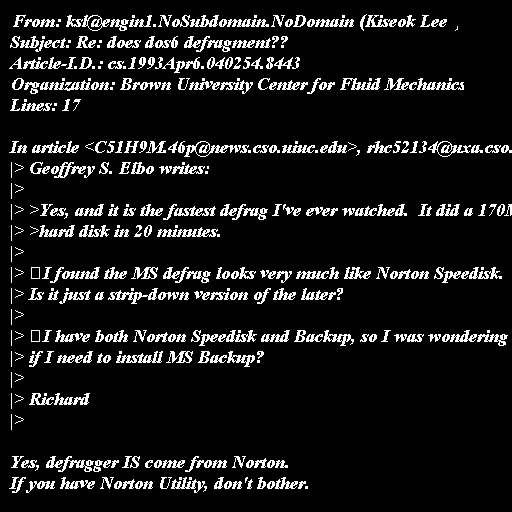 From: ksl@engin1.NoSubdomain.NoDomain (Kiseok Lee  ,
Subject: Re: does dos6 defragment??
Article-I.D.: cs.1993Apr6.040254.8443
Organization: Brown University Center for Fluid Mechanics
Lines: 17

In article <C51H9M.46p@news.cso.uiuc.edu>, rhc52134@uxa.cso.
|> Geoffrey S. Elbo writes:
|>
|> >Yes, and it is the fastest defrag I've ever watched.  It did a 170M
|> >hard disk in 20 minutes.
|>
|> I found the MS defrag looks very much like Norton Speedisk.
|> Is it just a strip-down version of the later?
|>
|> I have both Norton Speedisk and Backup, so I was wondering
|> if I need to install MS Backup?
|>
|> Richard
|>

Yes, defragger IS come from Norton.
If you have Norton Utility, don't bother.